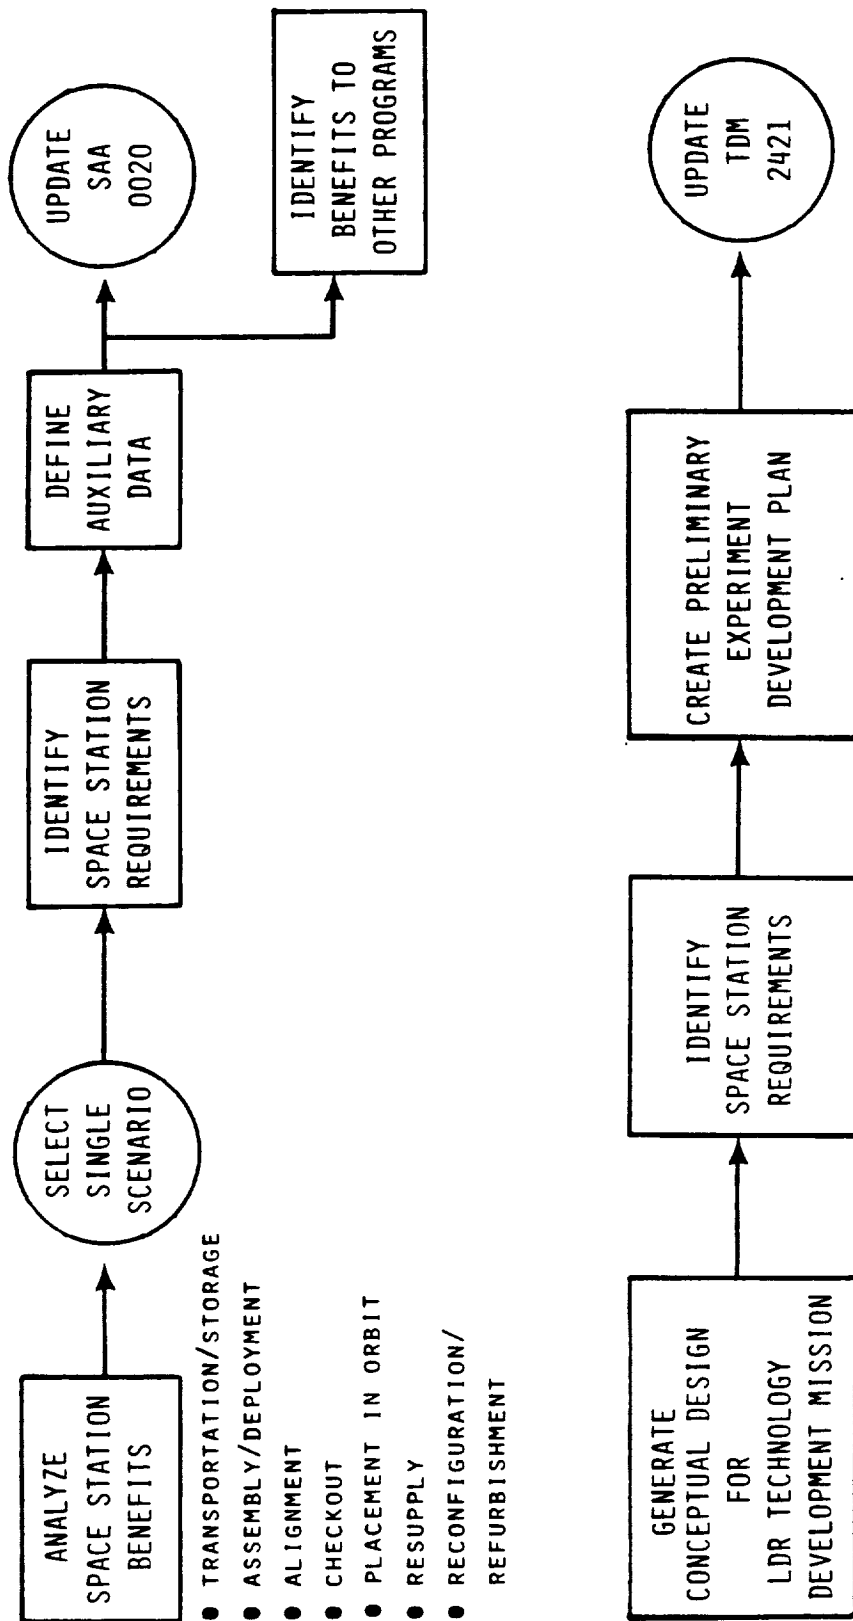 ANALYZE
SPACE STATION
BENEFITS
● TRANSPORTATION/STORAGE
● ASSEMBLY/DEPLOYMENT
● ALIGNMENT
● CHECKOUT
● PLACEMENT IN ORBIT
● RESUPPLY
● RECONFIGURATION/
REFURBISHMENT
SELECT
SINGLE
SCENARIO
IDENTIFY
SPACE STATION
REQUIREMENTS
DEFINE
AUXILIARY
DATA
UPDATE
SAA
0020
IDENTIFY
BENEFITS TO
OTHER PROGRAMS
GENERATE
CONCEPTUAL DESIGN
FOR
LDR TECHNOLOGY
DEVELOPMENT MISSION
IDENTIFY
SPACE STATION
REQUIREMENTS
CREATE PRELIMINARY
EXPERIMENT
DEVELOPMENT PLAN
UPDATE
TDM
2421